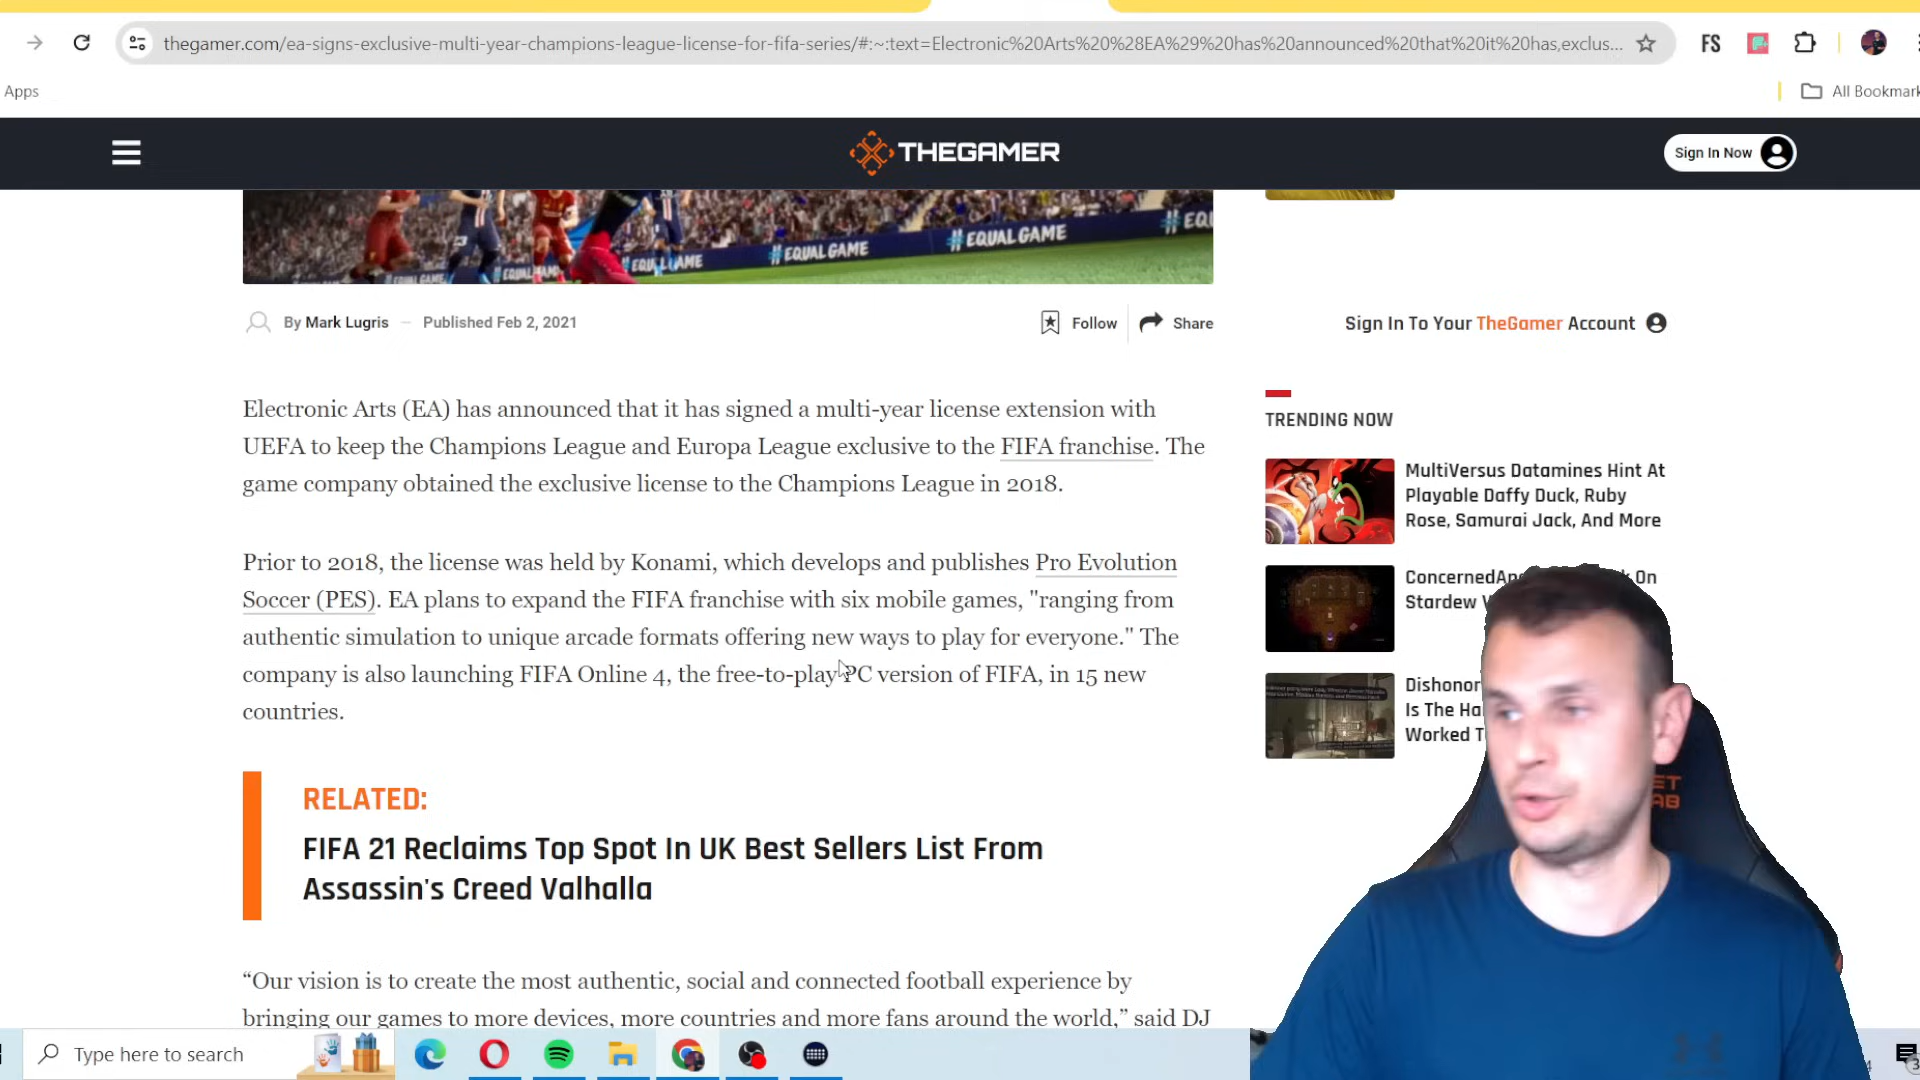 thegamer.com/ea-signs-exclusive-multi-year-champions-league-license-for-fifa-series/#:~:text=Electronic%20Arts%20%28EA%29%20has%20announced%20that%20it%20has,exclus...
FS
Apps
All Bookmark
THEGAMER
Sign In Now
#EQUAL GAME
#EQUAL GAME
#EQU
By Mark Lugris — Published Feb 2, 2021
Follow
Share
Sign In To Your TheGamer Account
Electronic Arts (EA) has announced that it has signed a multi-year license extension with
UEFA to keep the Champions League and Europa League exclusive to the FIFA franchise. The
game company obtained the exclusive license to the Champions League in 2018.
Prior to 2018, the license was held by Konami, which develops and publishes Pro Evolution
Soccer (PES). EA plans to expand the FIFA franchise with six mobile games, "ranging from
authentic simulation to unique arcade formats offering new ways to play for everyone." The
company is also launching FIFA Online 4, the free-to-play PC version of FIFA, in 15 new
countries.
RELATED:
FIFA 21 Reclaims Top Spot In UK Best Sellers List From
Assassin's Creed Valhalla
“Our vision is to create the most authentic, social and connected football experience by
bringing our games to more devices, more countries and more fans around the world,” said DJ
TRENDING NOW
MultiVersus Datamines Hint At
Playable Daffy Duck, Ruby
Rose, Samurai Jack, And More
On
Stardew
Is The
Worked
Type here to search